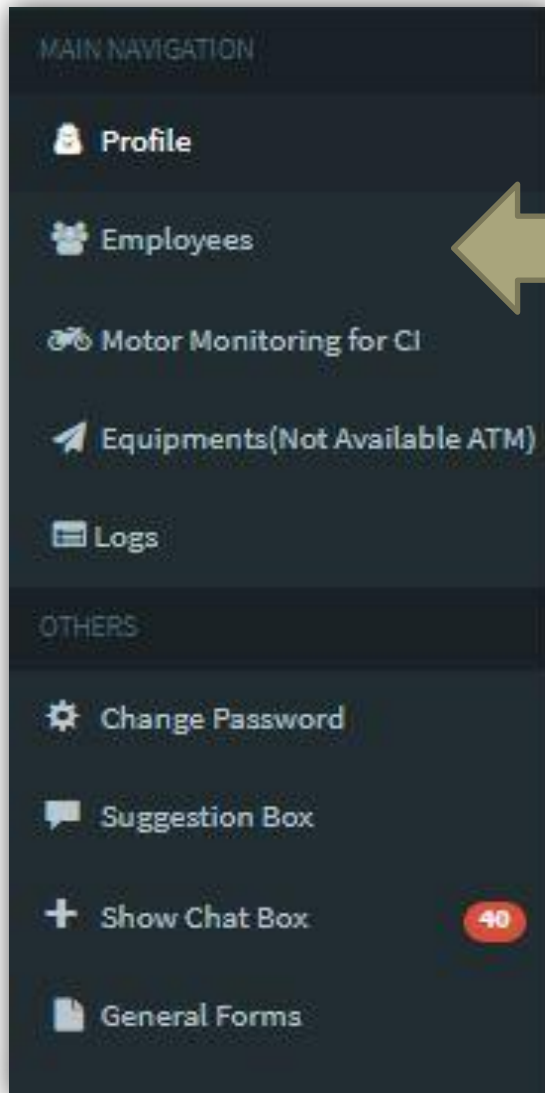 MAIN NAVIGATION
Profile
Employees
Motor Monitoring for CI
Equipments(Not Available ATM)
Logs
OTHERS
Change Password
Suggestion Box
Show Chat Box 40
General Forms